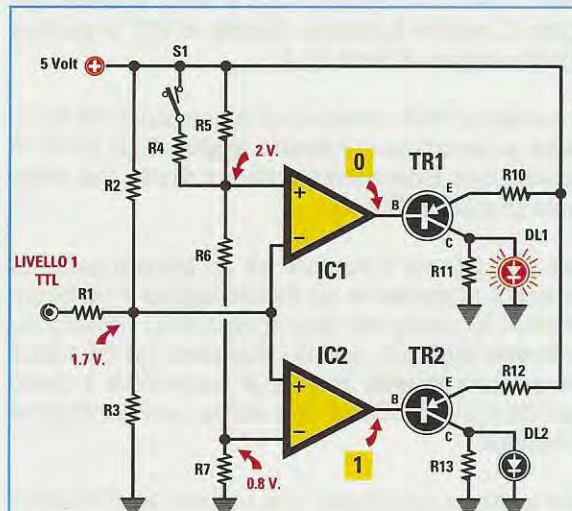 S1
5 Volt +
R5
R4
R2
2 V.
0
TR1
R10
+
B
E
C
−
R6
IC1
R11
DL1
LIVELLO 1
TTL
R1
1.7 V.
IC2
TR2
R12
+
B
E
C
−
R3
R7
0.8 V.
1
R13
DL2